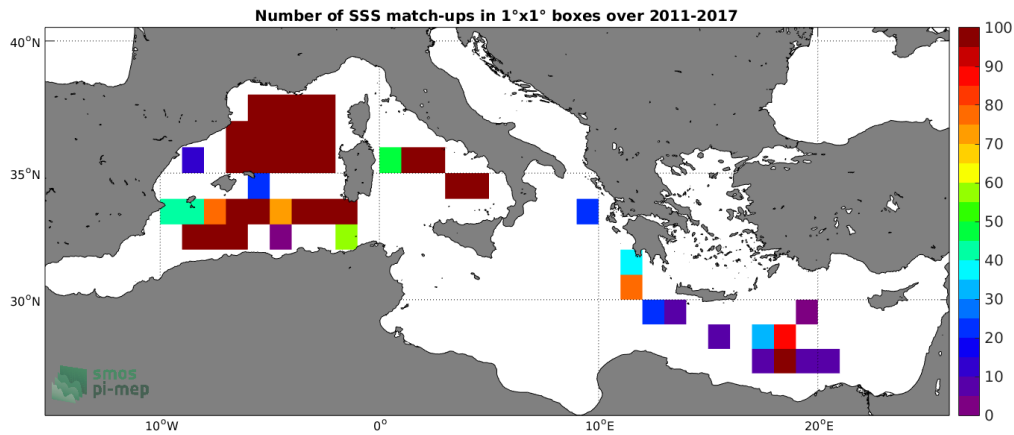 Number of SSS match-ups in 1°x1° boxes over 2011-2017
40°N
35°N
30°N
10°W
0°
10°E
20°E
100
90
80
70
60
50
40
30
20
10
0
smos
pi-mep